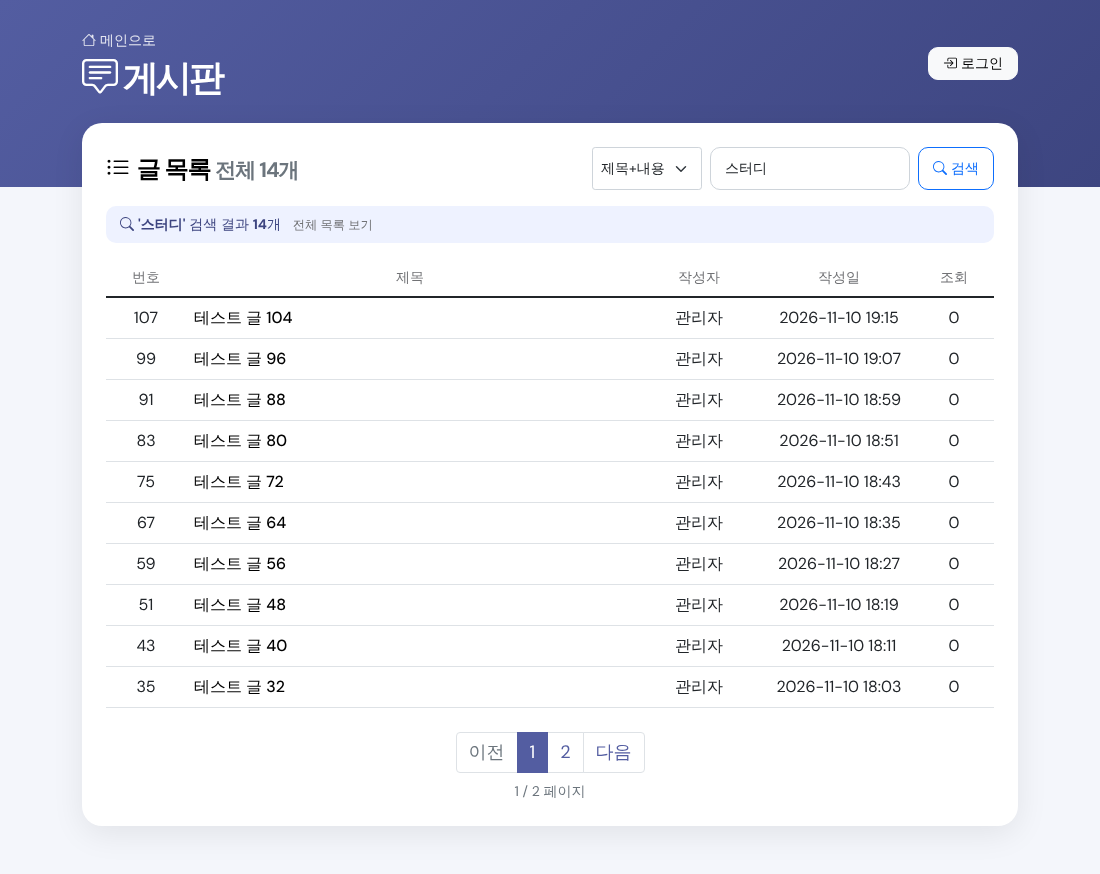 메인으로
게시판
로그인
글 목록 전체 14개
제목+내용
스터디
검색
'스터디' 검색 결과 14개 전체 목록 보기
번호 제목 작성자 작성일 조회
107 테스트 글 104 관리자 2026-11-10 19:15 0
99 테스트 글 96 관리자 2026-11-10 19:07 0
91 테스트 글 88 관리자 2026-11-10 18:59 0
83 테스트 글 80 관리자 2026-11-10 18:51 0
75 테스트 글 72 관리자 2026-11-10 18:43 0
67 테스트 글 64 관리자 2026-11-10 18:35 0
59 테스트 글 56 관리자 2026-11-10 18:27 0
51 테스트 글 48 관리자 2026-11-10 18:19 0
43 테스트 글 40 관리자 2026-11-10 18:11 0
35 테스트 글 32 관리자 2026-11-10 18:03 0
이전 1 2 다음
1 / 2 페이지